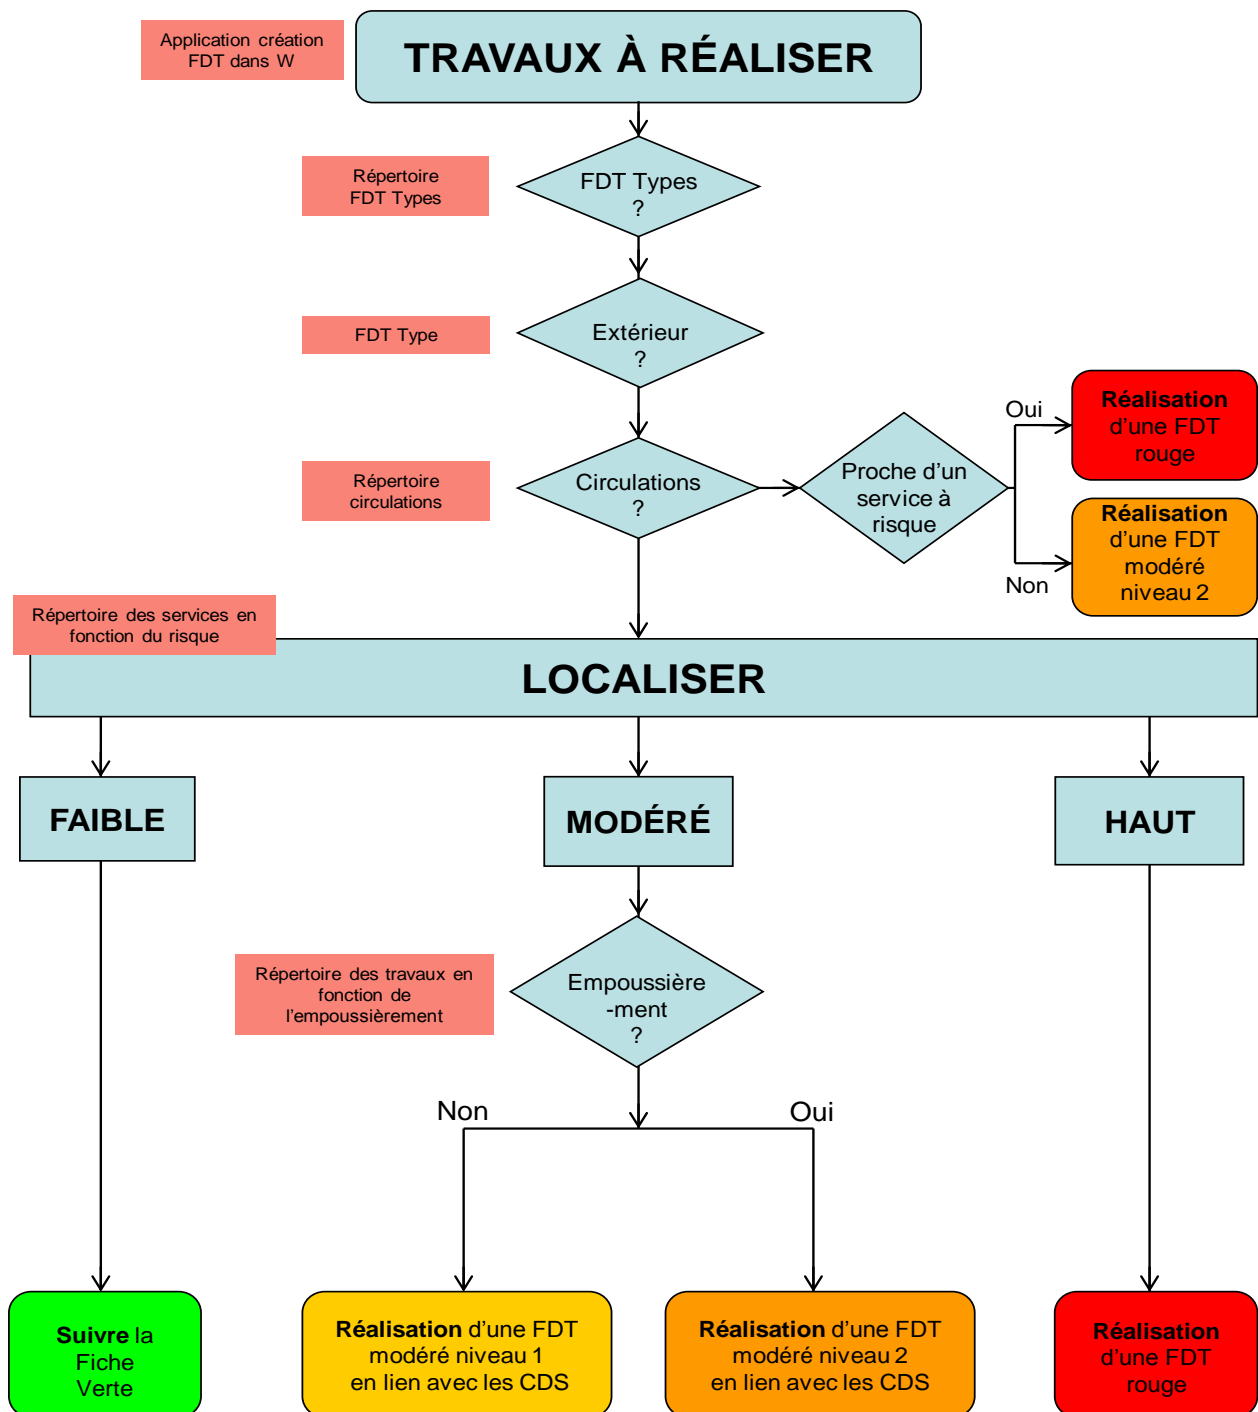 Application création
FDT dans W
TRAVAUX À RÉALISER
Répertoire
FDT Types
FDT Types
?
FDT Type
Extérieur
?
Répertoire
circulations
Circulations
?
Proche d'un
service à
risque
Oui
Réalisation
d'une FDT
rouge
Non
Réalisation
d'une FDT
modéré
niveau 2
Répertoire des services en
fonction du risque
LOCALISER
FAIBLE
MODÉRÉ
HAUT
Répertoire des travaux en
fonction de
l'empoussièrement
Empoussière
-ment
?
Non
Oui
Suivre la
Fiche
Verte
Réalisation d'une FDT
modéré niveau 1
en lien avec les CDS
Réalisation d'une FDT
modéré niveau 2
en lien avec les CDS
Réalisation
d'une FDT
rouge